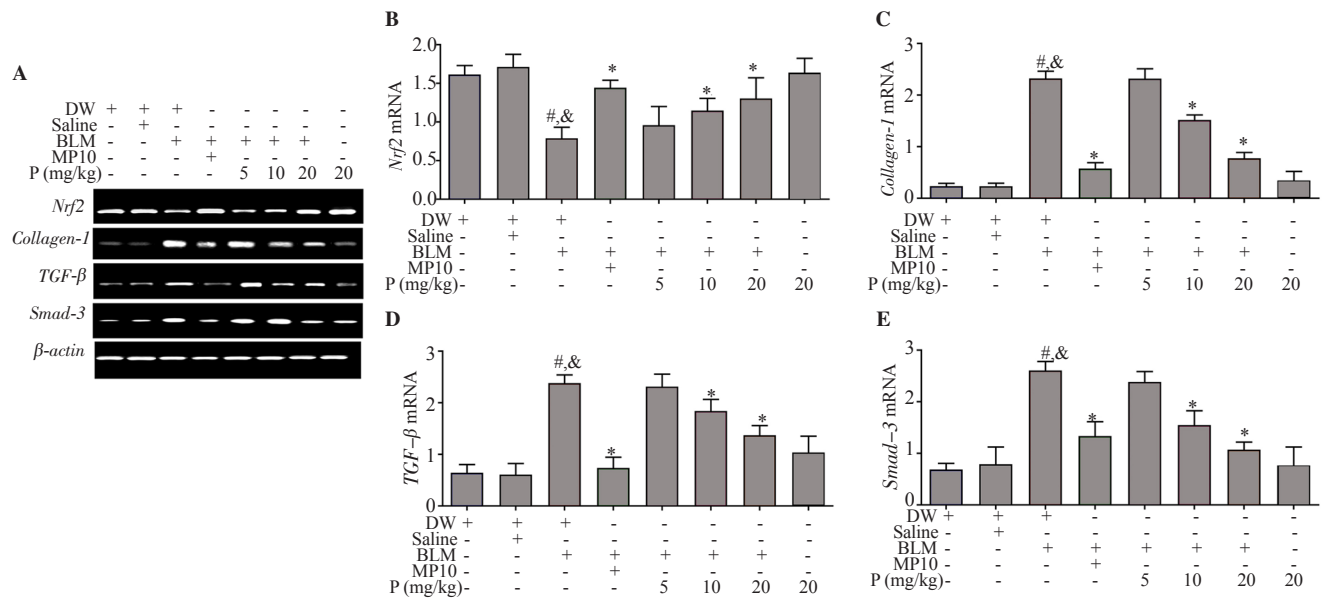 A
DW + + + - - - - -
Saline - + - - - - - -
BLM - - + + + + + -
MP10 - - - + - - - -
P (mg/kg) - - - - 5 10 20 20
Nrf2
Collagen-1
TGF-β
Smad-3
β-actin
B
Nrf2 mRNA
2.0
1.5
1.0
0.5
0.0
#,&
*
*
*
DW + + + - - - - -
Saline - + - - - - - -
BLM - - + + + + + -
MP10 - - - + - - - -
P (mg/kg) - - - - 5 10 20 20
C
Collagen-1 mRNA
3
2
1
0
#,&
*
*
*
DW + + + - - - - -
Saline - + - - - - - -
BLM - - + + + + + -
MP10 - - - + - - - -
P (mg/kg) - - - - 5 10 20 20
D
TGF-β mRNA
3
2
1
0
#,&
*
*
*
DW + + + - - - - -
Saline - + - - - - - -
BLM - - + + + + + -
MP10 - - - + - - - -
P (mg/kg) - - - - 5 10 20 20
E
Smad-3 mRNA
3
2
1
0
#,&
*
*
*
DW + + + - - - - -
Saline - + - - - - - -
BLM - - + + + + + -
MP10 - - - + - - - -
P (mg/kg) - - - - 5 10 20 20